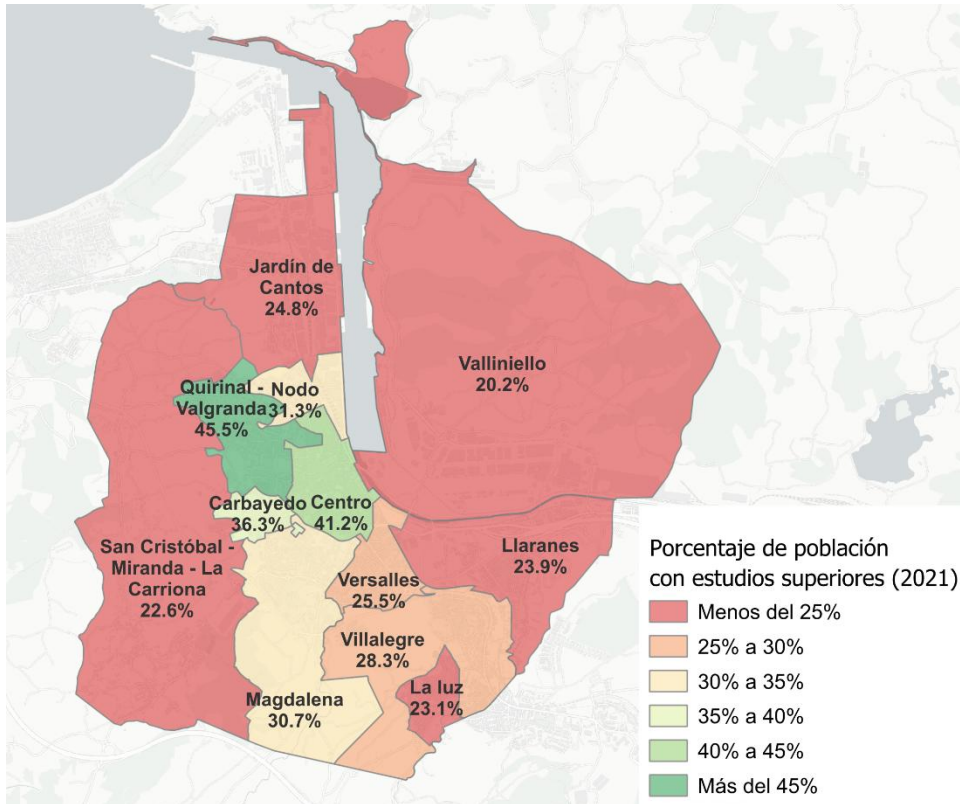 Jardín de
Cantos
24.8%
Valliniello
20.2%
Quirinal -
Valgranda
45.5%
Nodo
31.3%
Carbayedo
36.3%
Centro
41.2%
San Cristóbal -
Miranda - La
Carriona
22.6%
Llaranes
23.9%
Versalles
25.5%
Villalegre
28.3%
La luz
23.1%
Magdalena
30.7%
Porcentaje de población
con estudios superiores (2021)
Menos del 25%
25% a 30%
30% a 35%
35% a 40%
40% a 45%
Más del 45%